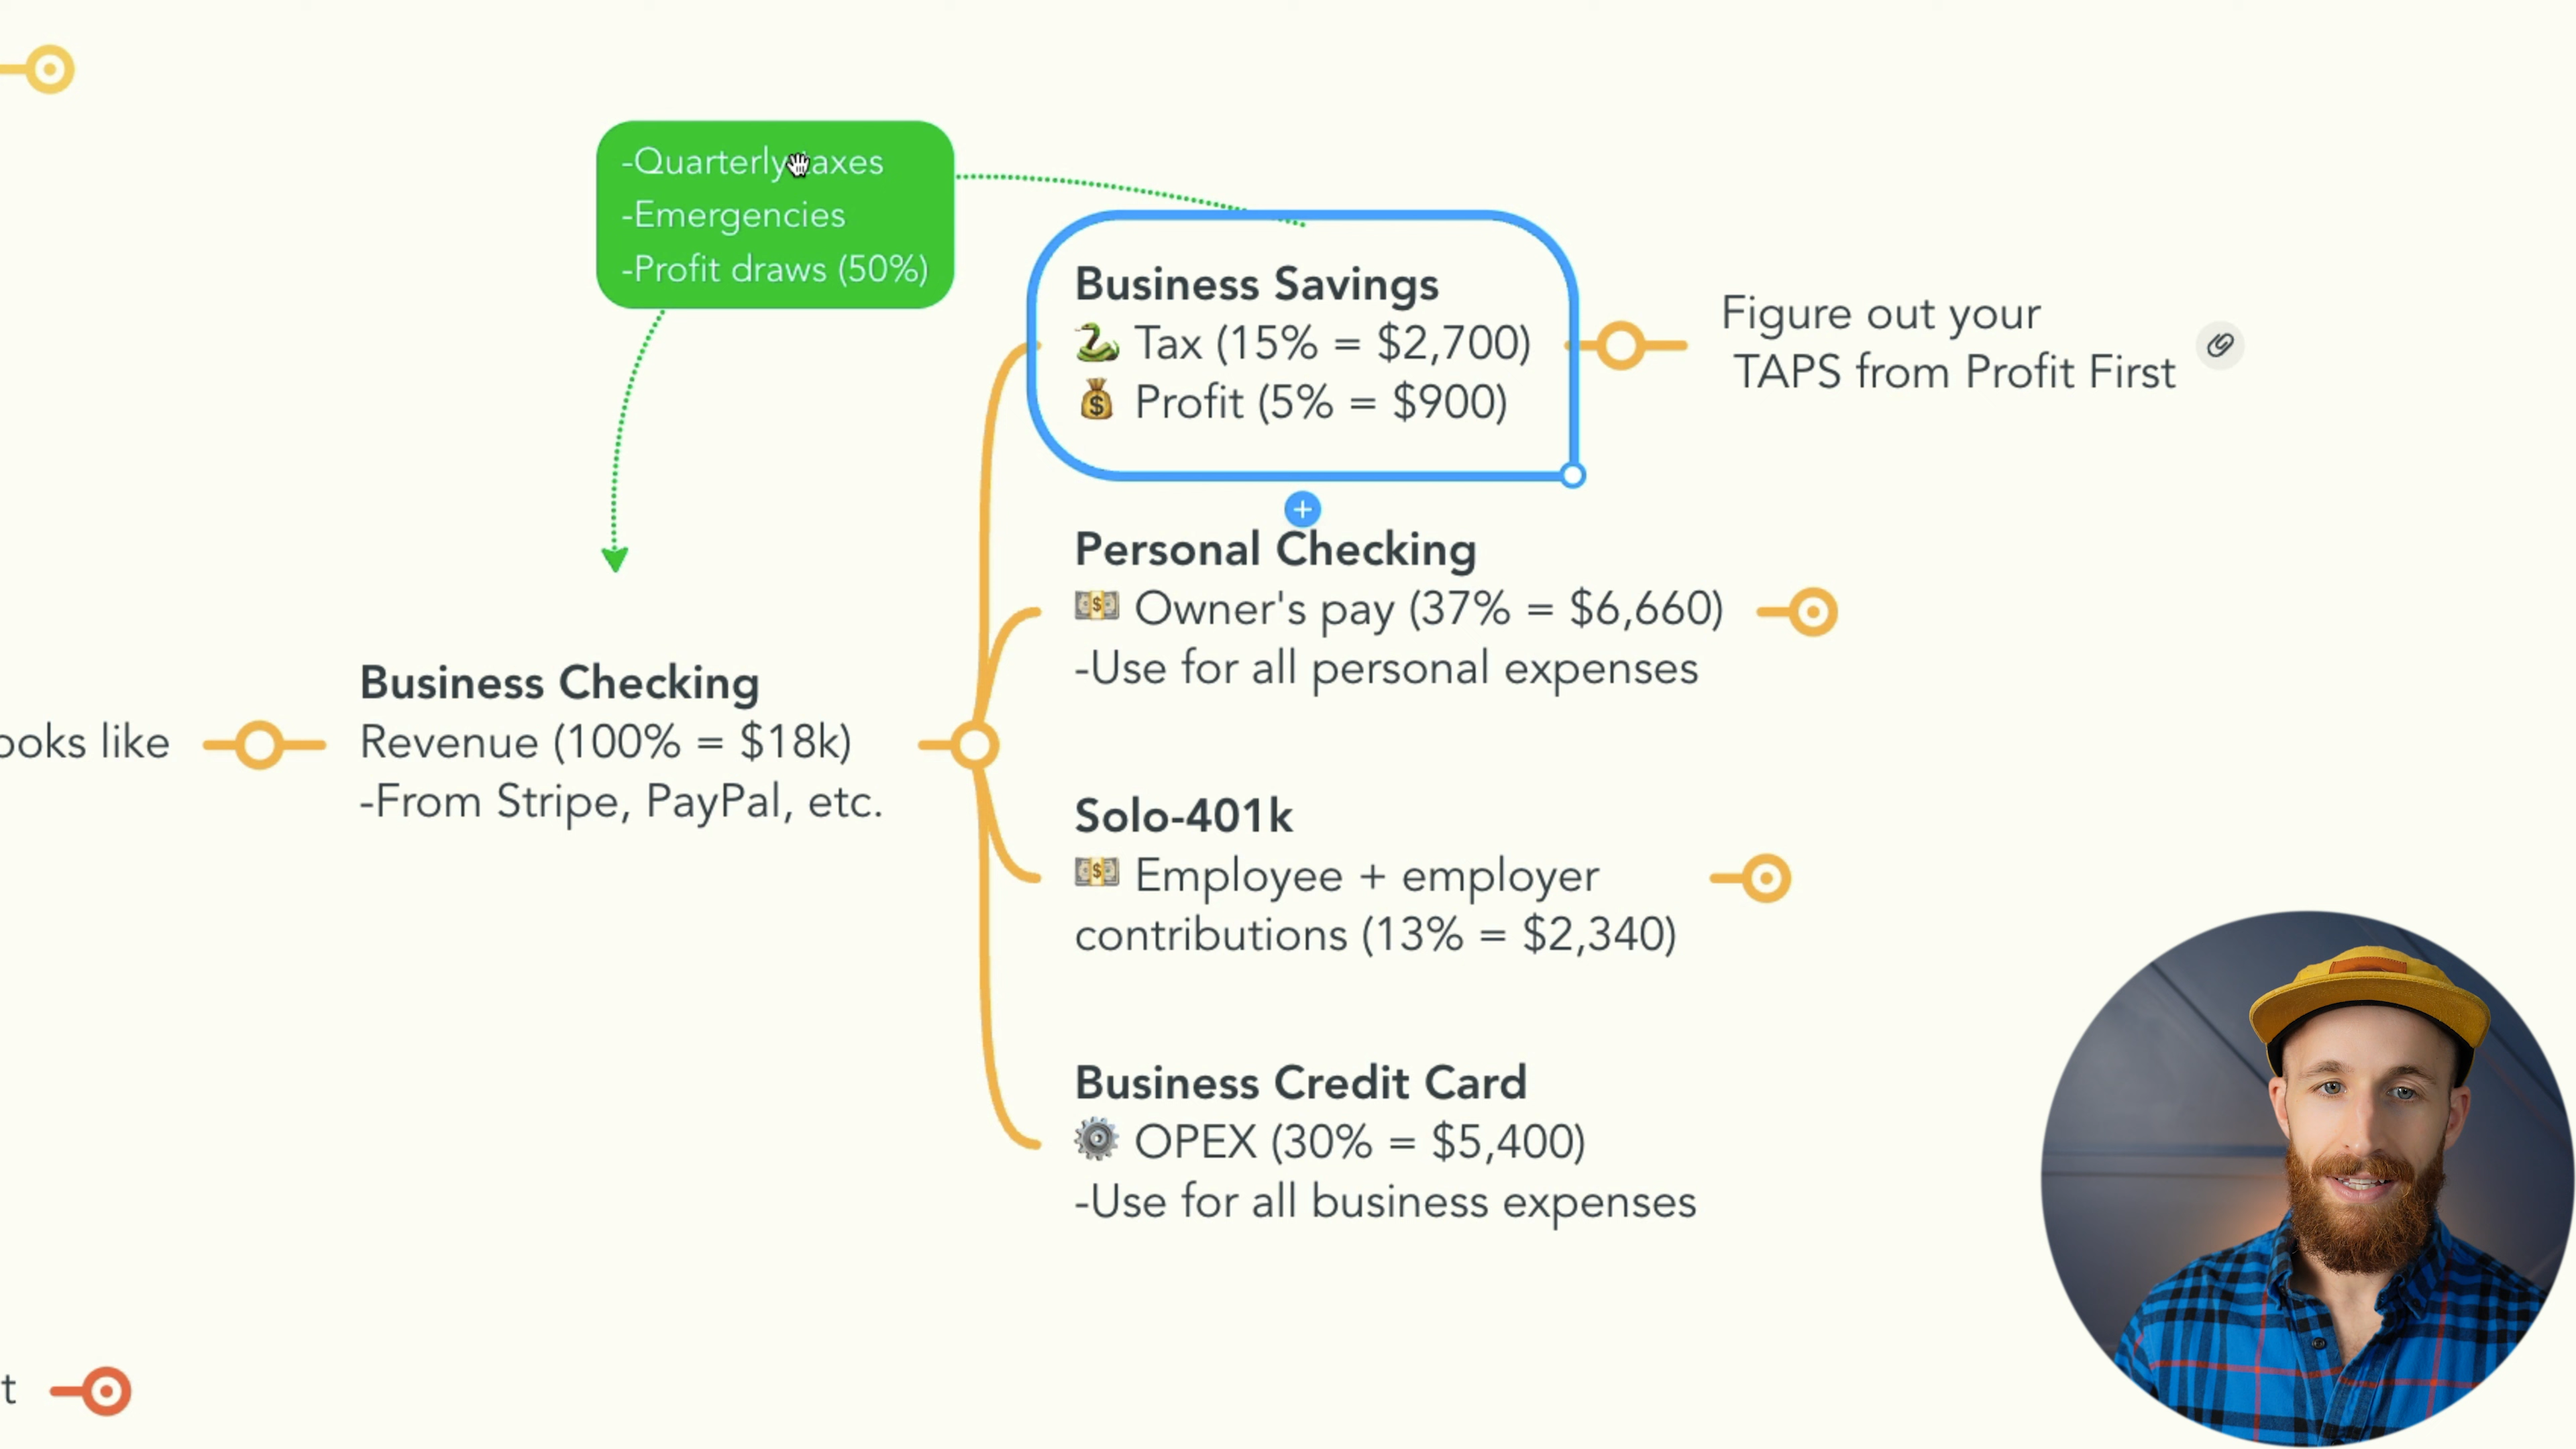 -Quarterly taxes
-Emergencies
-Profit draws (50%)
Business Savings
Tax (15% = $2,700)
Profit (5% = $900)
Figure out your
TAPS from Profit First
Personal Checking
Owner's pay (37% = $6,660)
-Use for all personal expenses
ooks like
Business Checking
Revenue (100% = $18k)
-From Stripe, PayPal, etc.
Solo-401k
Employee + employer
contributions (13% = $2,340)
Business Credit Card
OPEX (30% = $5,400)
-Use for all business expenses
t